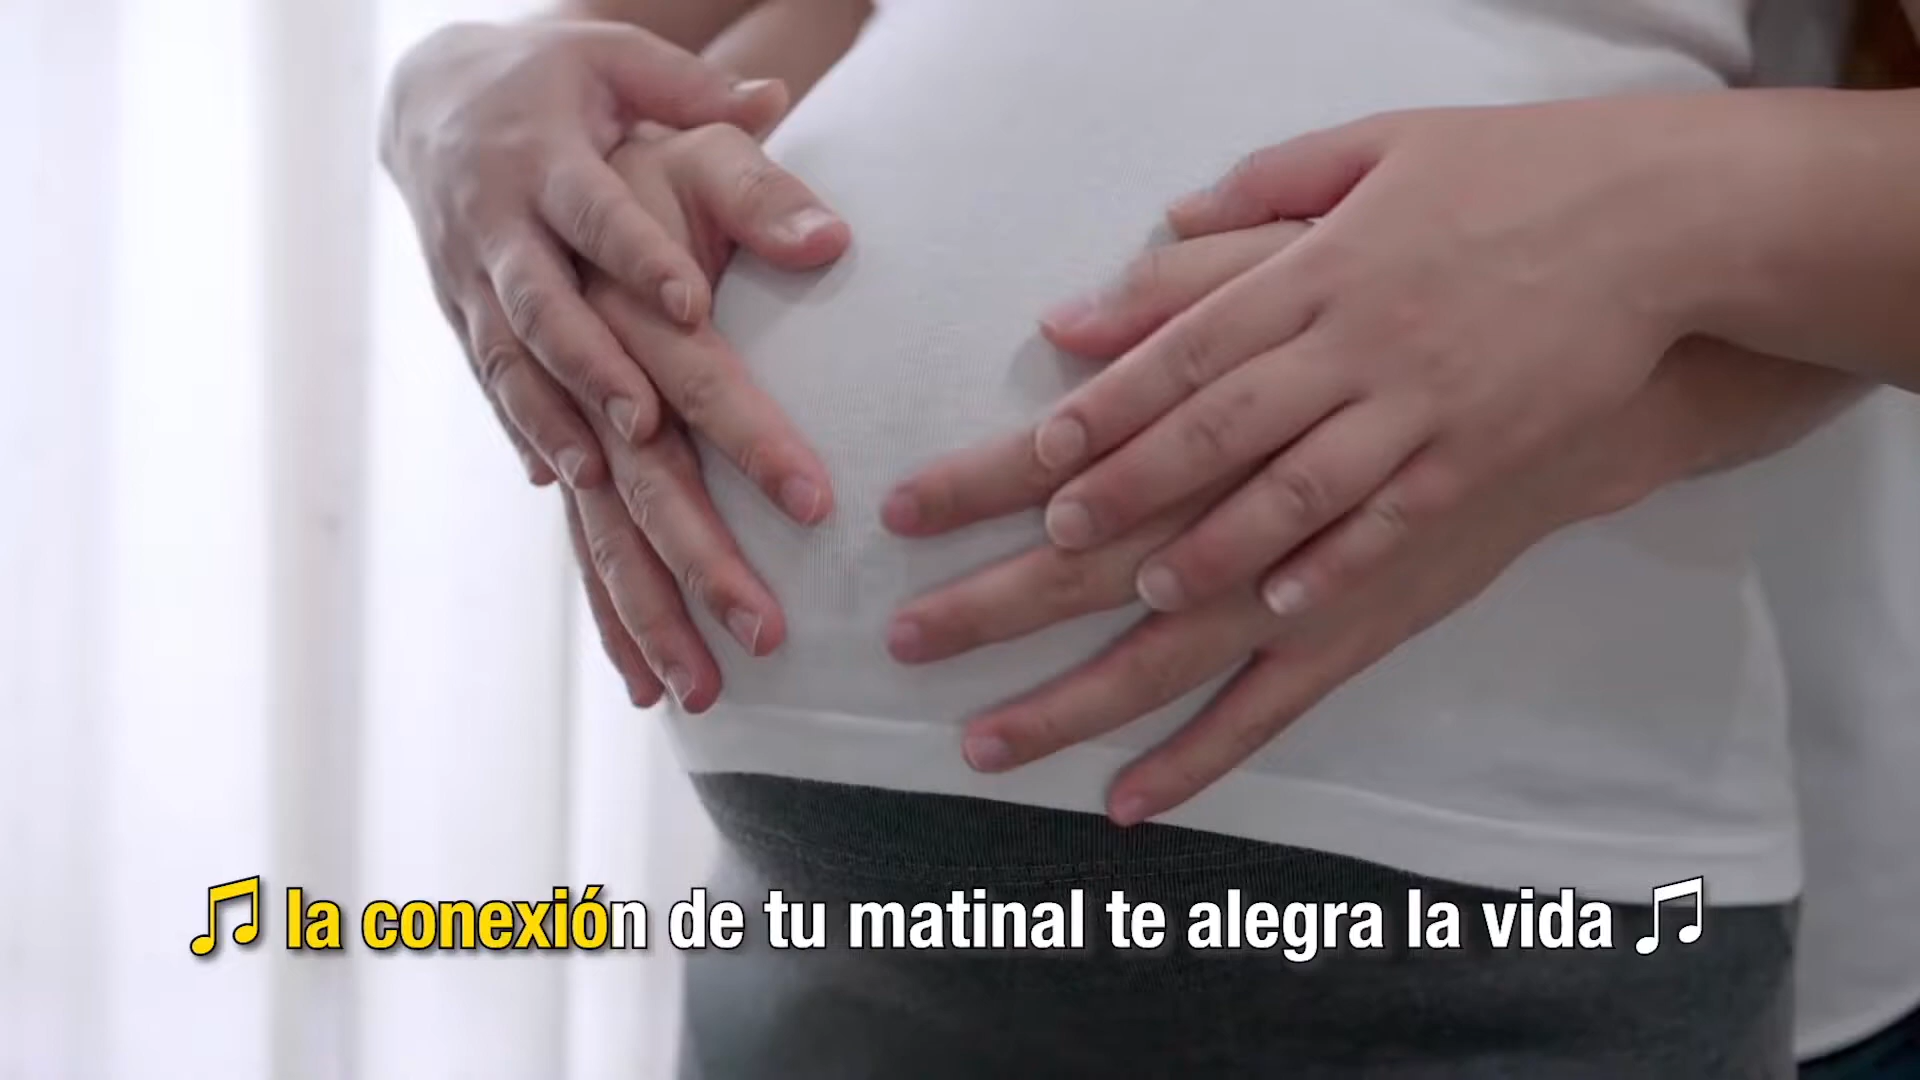 ♫ la conexión de tu matinal te alegra la vida ♫